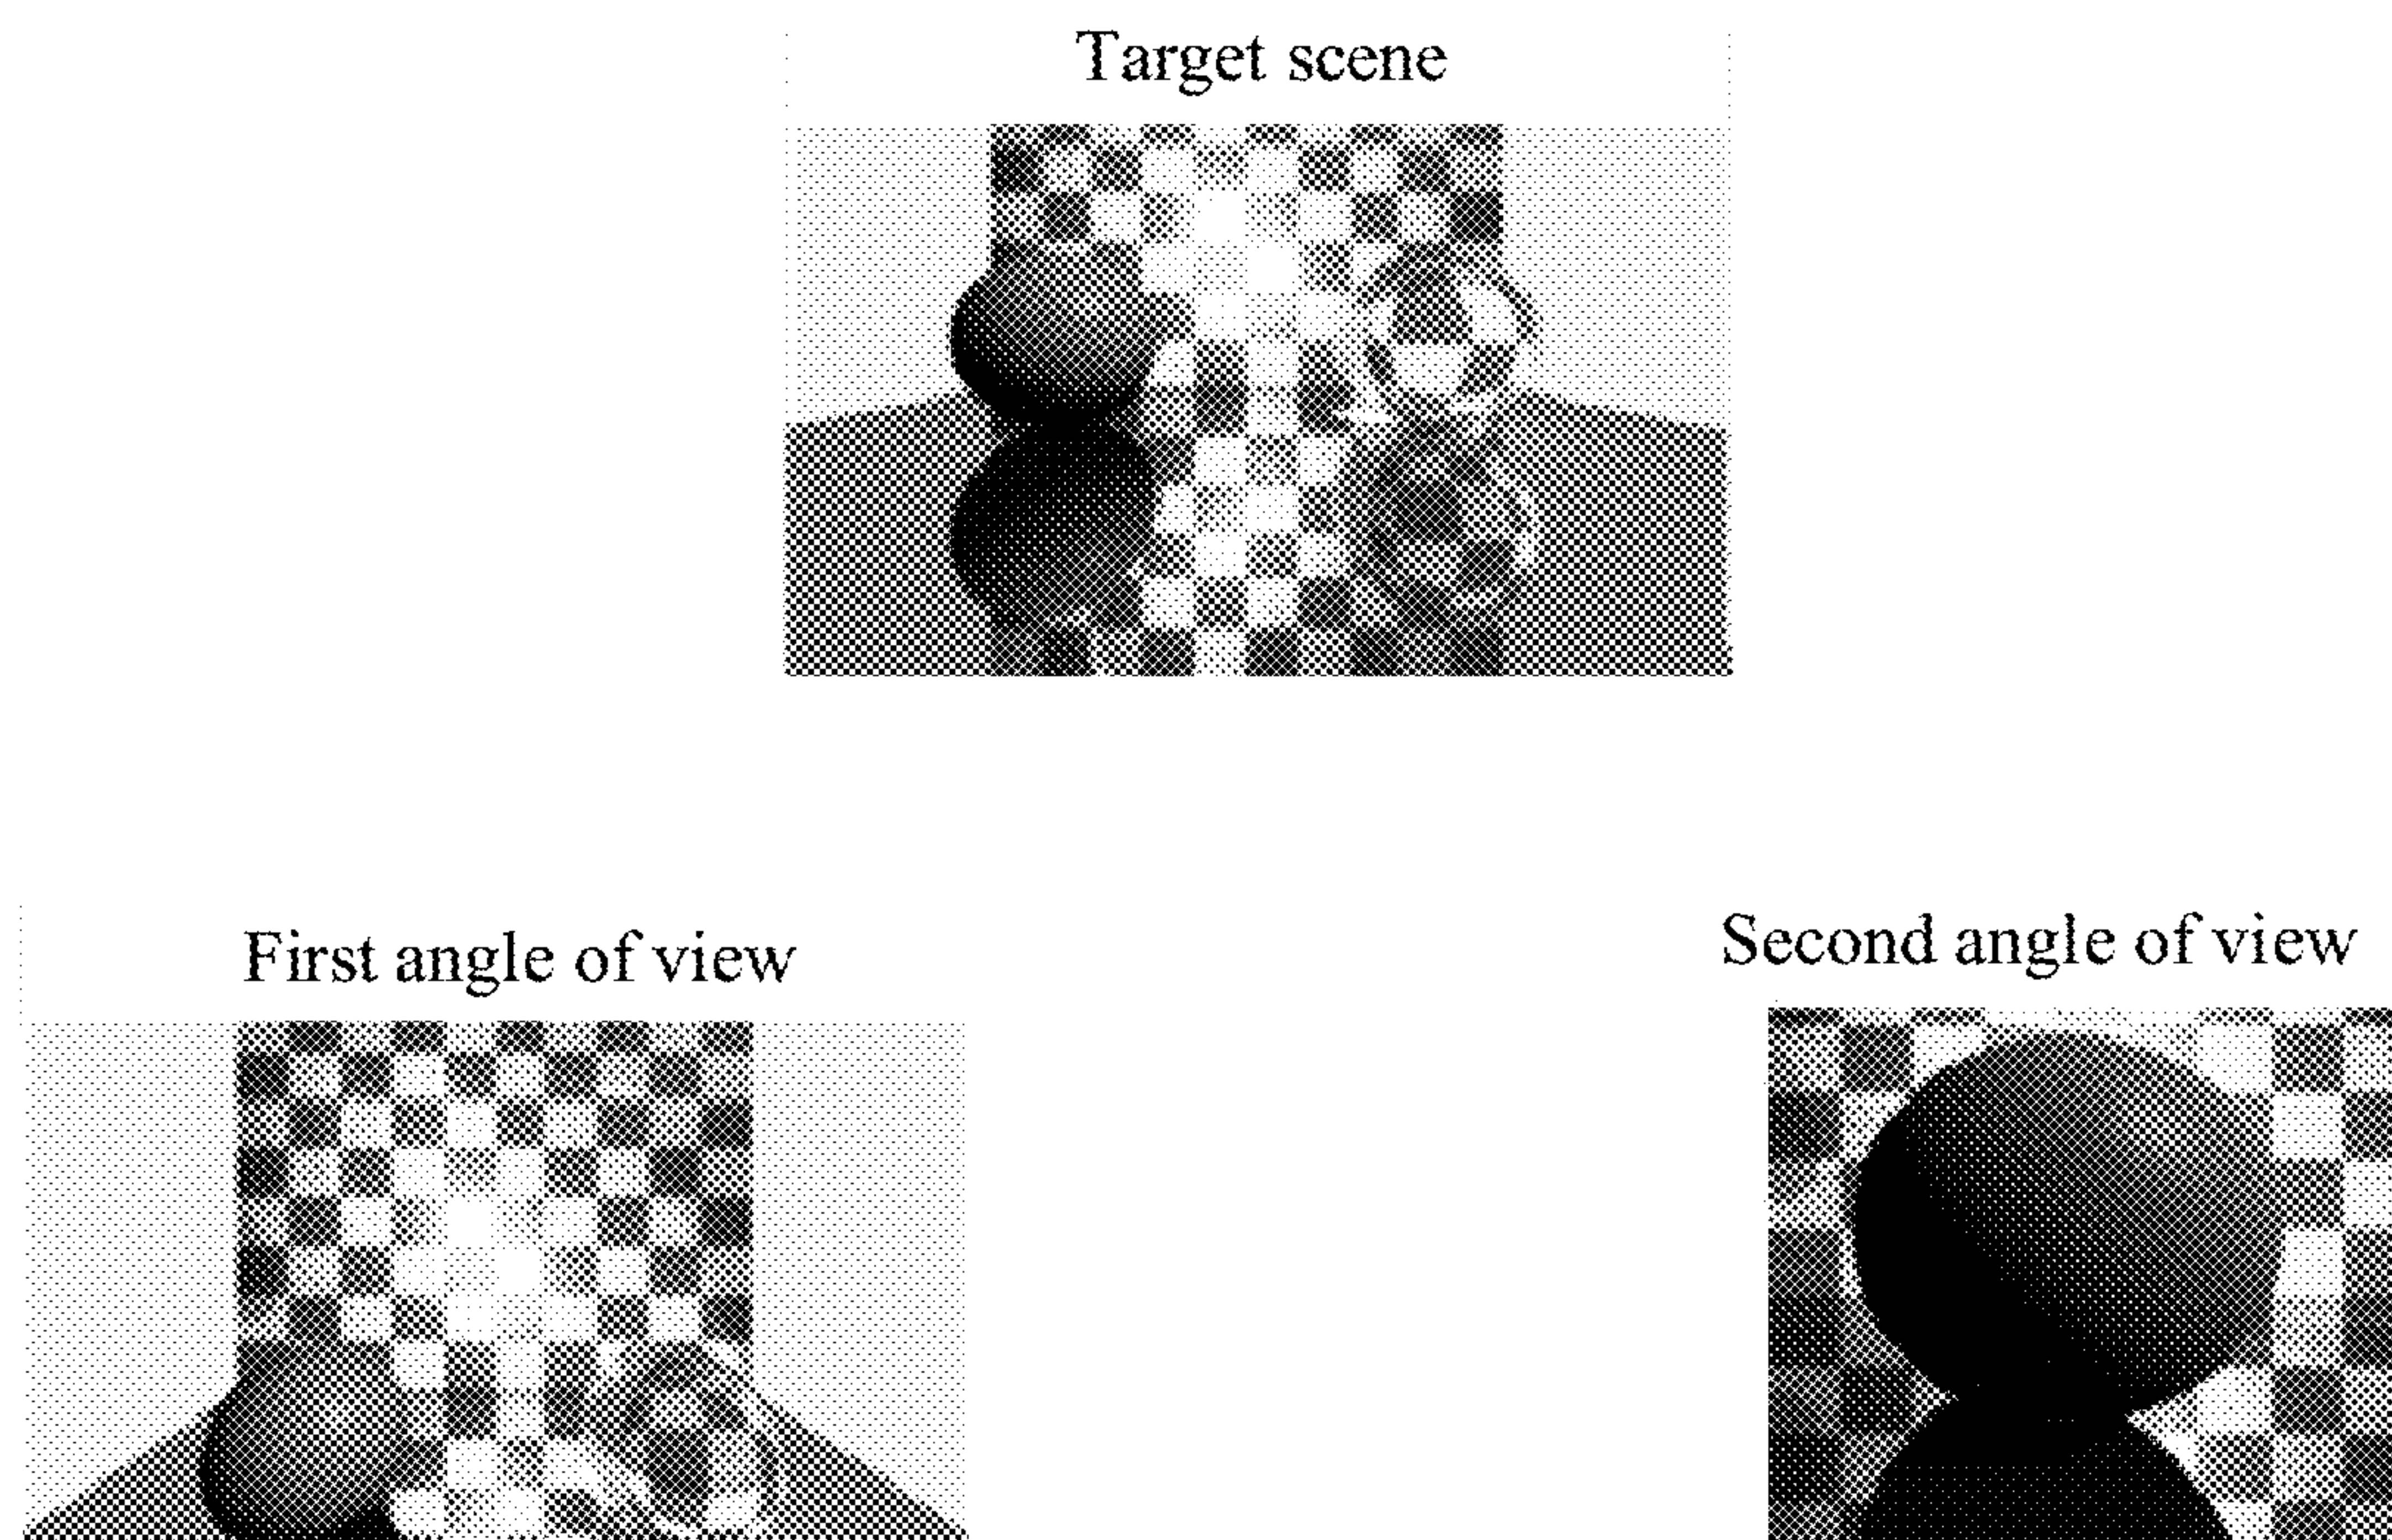 Target scene
First angle of view
Second angle of view